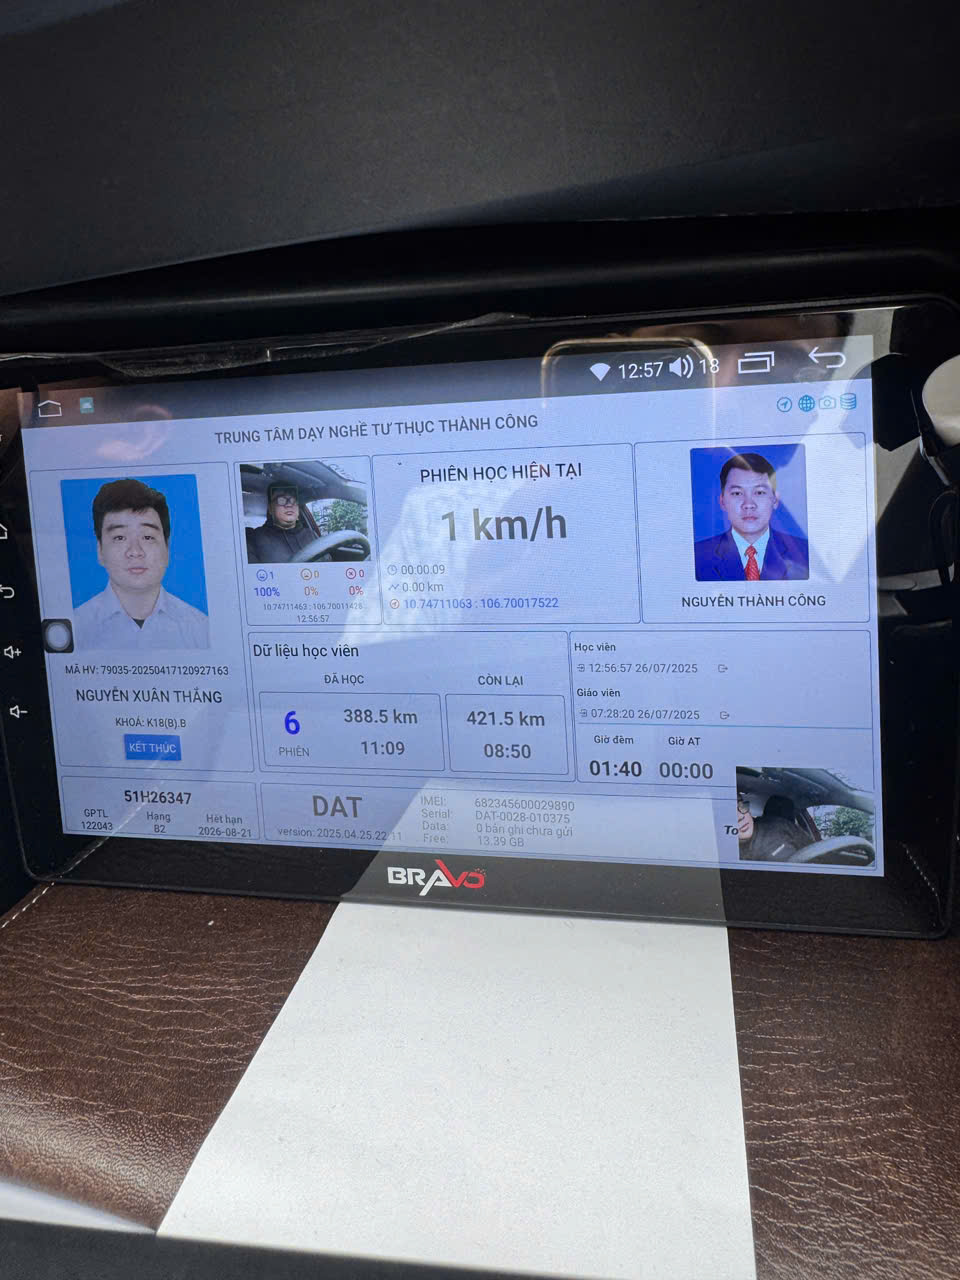 12:57 18
TRUNG TÂM DẠY NGHỀ TƯ THỤC THÀNH CÔNG
MÃ HV: 79035-20250417120927163
NGUYỄN XUÂN THẮNG
KHOÁ: K18(B).B
KẾT THÚC
1 0 0
100% 0% 0%
10.74711463 : 106.70011428
12:56:57
PHIÊN HỌC HIỆN TẠI
1 km/h
00:00:09
0.00 km
10.74711063 : 106.70017522
NGUYỄN THÀNH CÔNG
Dữ liệu học viên
ĐÃ HỌC
CÒN LẠI
6
PHIÊN
388.5 km
11:09
421.5 km
08:50
Học viên
12:56:57 26/07/2025
Giáo viên
07:28:20 26/07/2025
Giờ đêm Giờ AT
01:40 00:00
51H26347
GPTL Hạng Hết hạn
122043 B2 2026-08-21
DAT
version: 2025.04.25.22.11
IMEI: 682345600029890
Serial: DAT-0028-010375
Data: 0 bản ghi chưa gửi
Free: 13.39 GB
To
BRAVO